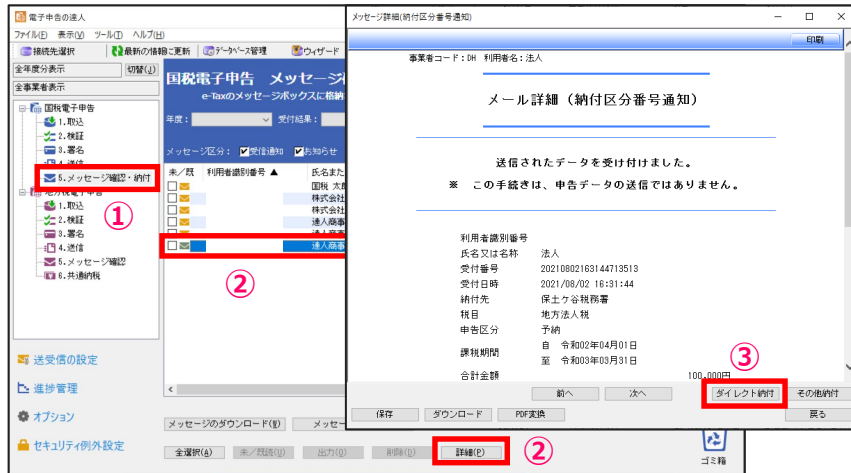 電子申告の達人
ファイル(F) 表示(V) ツール(T) ヘルプ(H)
接続先選択 最新の情報に更新 データベース管理 ウィザード
全年度分表示 切替(J)
全事業者表示
国税電子申告
1.取込
2.検証
3.署名
4.送信
5.メッセージ確認・納付
地方税電子申告
1.取込
2.検証
3.署名
4.送信
5.メッセージ確認
6.共通納税
①
送受信の設定
進捗管理
オプション
セキュリティ例外設定
国税電子申告 メッセージ
e-Taxのメッセージボックスに格納
年度: 受付結果:
メッセージ区分: 受信通知 お知らせ
未/既 利用者識別番号 ▲ 氏名また
国税 太郎
株式会社
株式会社
達人商事
達人商事
達人商事
②
メッセージのダウンロード(W) メッセー
全選択(A) 未/既読(U) 出力(O) 削除(D) 詳細(P)
②
ゴミ箱
メッセージ詳細(納付区分番号通知)
印刷
事業者コード:DH 利用者名:法人
メール詳細(納付区分番号通知)
送信されたデータを受け付けました。
※ この手続きは、申告データの送信ではありません。
利用者識別番号
氏名又は名称 法人
受付番号 20210802163144713513
受付日時 2021/08/02 16:31:44
納付先 保土ケ谷税務署
税目 地方法人税
申告区分 予納
課税期間 自 令和02年04月01日
至 令和03年03月31日
合計金額 100,000円
③
前へ 次へ ダイレクト納付 その他納付
保存 ダウンロード PDF変換 戻る